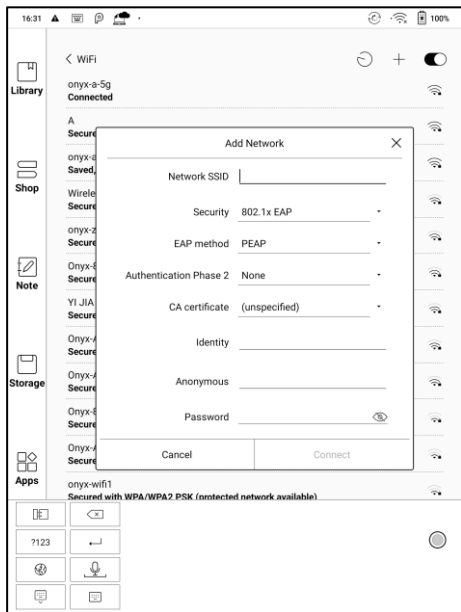 16:31 100%
WiFi
Library
onyx-a-5g
Connected
A
Secure
onyx-a
Saved,
Shop
Wirele
Secure
onyx-z
Secure
Note
Onyx-8
Secure
YI JIA
Secure
Onyx-A
Secure
Storage
Onyx-A
Secure
Onyx-8
Secure
Onyx-A
Secure
Apps
onyx-wifi1
Secured with WPA/WPA2 PSK (protected network available)
Add Network
Network SSID
Security 802.1x EAP
EAP method PEAP
Authentication Phase 2 None
CA certificate (unspecified)
Identity
Anonymous
Password
Cancel Connect
?123